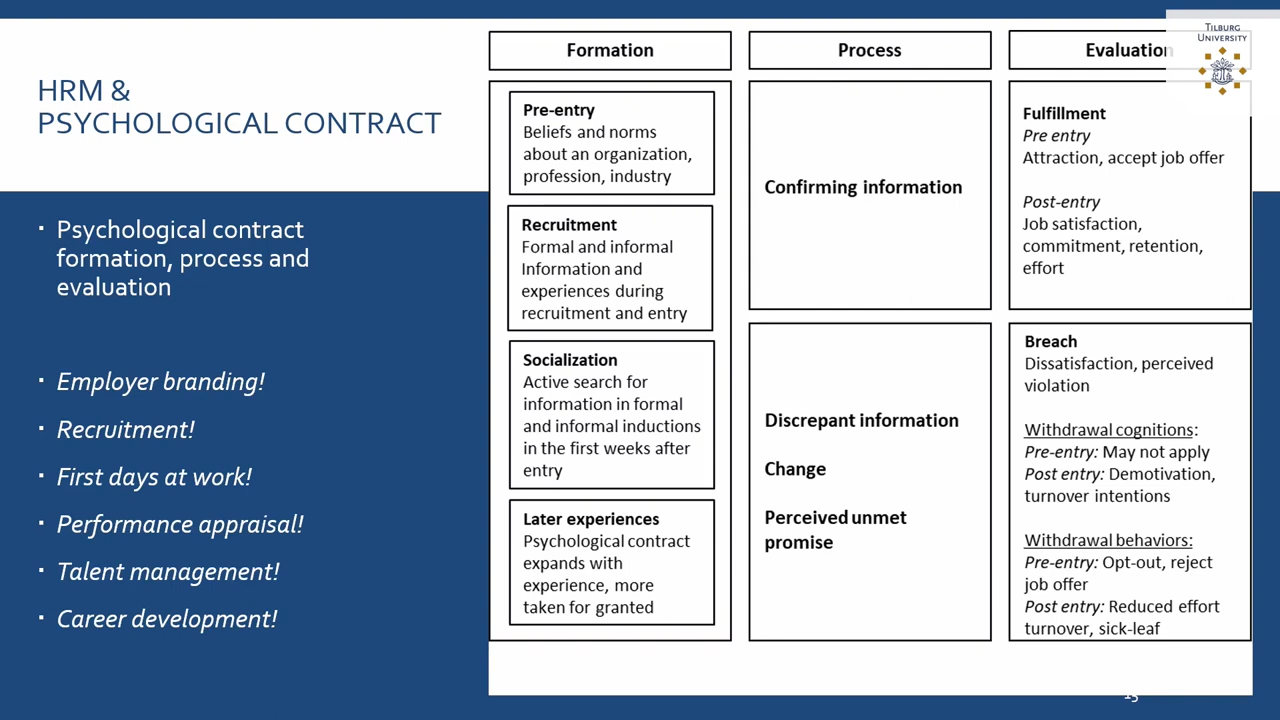 HRM &
PSYCHOLOGICAL CONTRACT
Psychological contract
formation, process and
evaluation
Employer branding!
Recruitment!
First days at work!
Performance appraisal!
Talent management!
Career development!
Formation
Pre-entry
Beliefs and norms
about an organization,
profession, industry
Recruitment
Formal and informal
Information and
experiences during
recruitment and entry
Socialization
Active search for
information in formal
and informal inductions
in the first weeks after
entry
Later experiences
Psychological contract
expands with
experience, more
taken for granted
Process
Confirming information
Discrepant information
Change
Perceived unmet
promise
Evaluation
Fulfillment
Pre entry
Attraction, accept job offer
Post-entry
Job satisfaction,
commitment, retention,
effort
Breach
Dissatisfaction, perceived
violation
Withdrawal cognitions:
Pre-entry: May not apply
Post entry: Demotivation,
turnover intentions
Withdrawal behaviors:
Pre-entry: Opt-out, reject
job offer
Post entry: Reduced effort
turnover, sick-leaf
TILBURG
UNIVERSITY